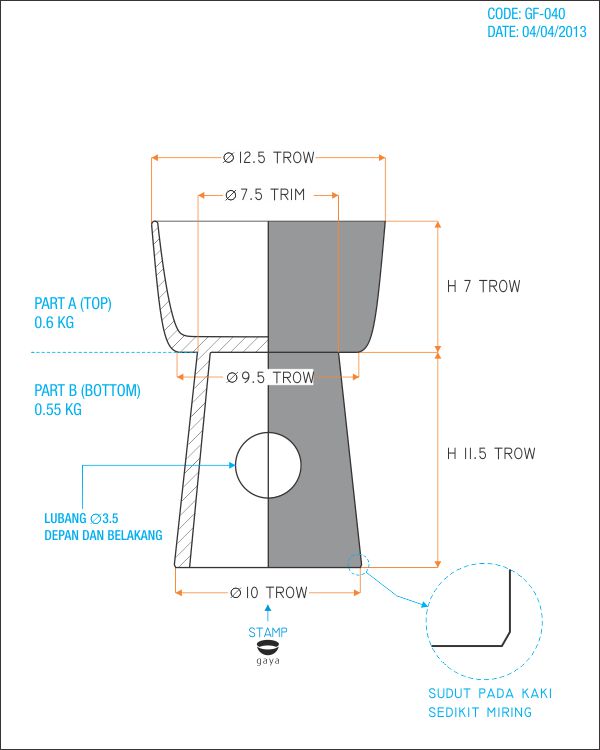 CODE: GF-040
DATE: 04/04/2013
Ø 12.5 TROW
Ø 7.5 TRIM
H 7 TROW
PART A (TOP)
0.6 KG
Ø 9.5 TROW
PART B (BOTTOM)
0.55 KG
H 11.5 TROW
LUBANG Ø3.5
DEPAN DAN BELAKANG
Ø 10 TROW
STAMP
gaya
SUDUT PADA KAKI
SEDIKIT MIRING